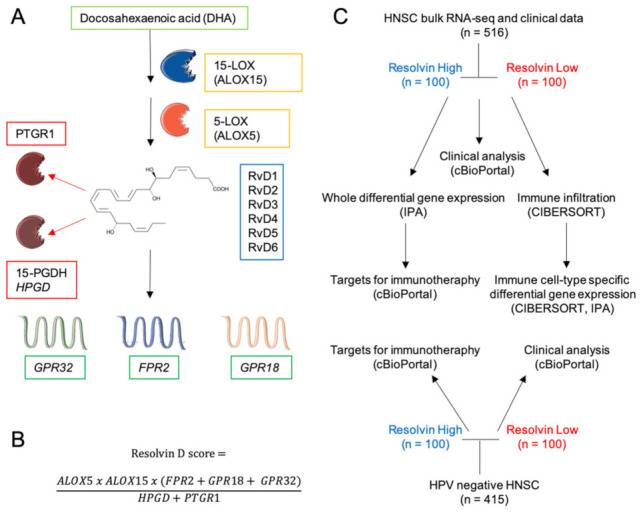 A
Docosahexaenoic acid (DHA)
15-LOX
(ALOX15)
5-LOX
(ALOX5)
PTGR1
OH
OH
COOH
HO
RvD1
RvD2
RvD3
RvD4
RvD5
RvD6
15-PGDH
HPGD
GPR32
FPR2
GPR18
B
Resolvin D score =
ALOX5 x ALOX15 x (FPR2 + GPR18 + GPR32)
HPGD + PTGR1
C
HNSC bulk RNA-seq and clinical data
(n = 516)
Resolvin High
(n = 100)
Resolvin Low
(n = 100)
Clinical analysis
(cBioPortal)
Whole differential gene expression
(IPA)
Immune infiltration
(CIBERSORT)
Targets for immunotheraphy
(cBioPortal)
Immune cell-type specific
differential gene expression
(CIBERSORT, IPA)
Targets for immunotheraphy
(cBioPortal)
Clinical analysis
(cBioPortal)
Resolvin High
(n = 100)
Resolvin Low
(n = 100)
HPV negative HNSC
(n = 415)